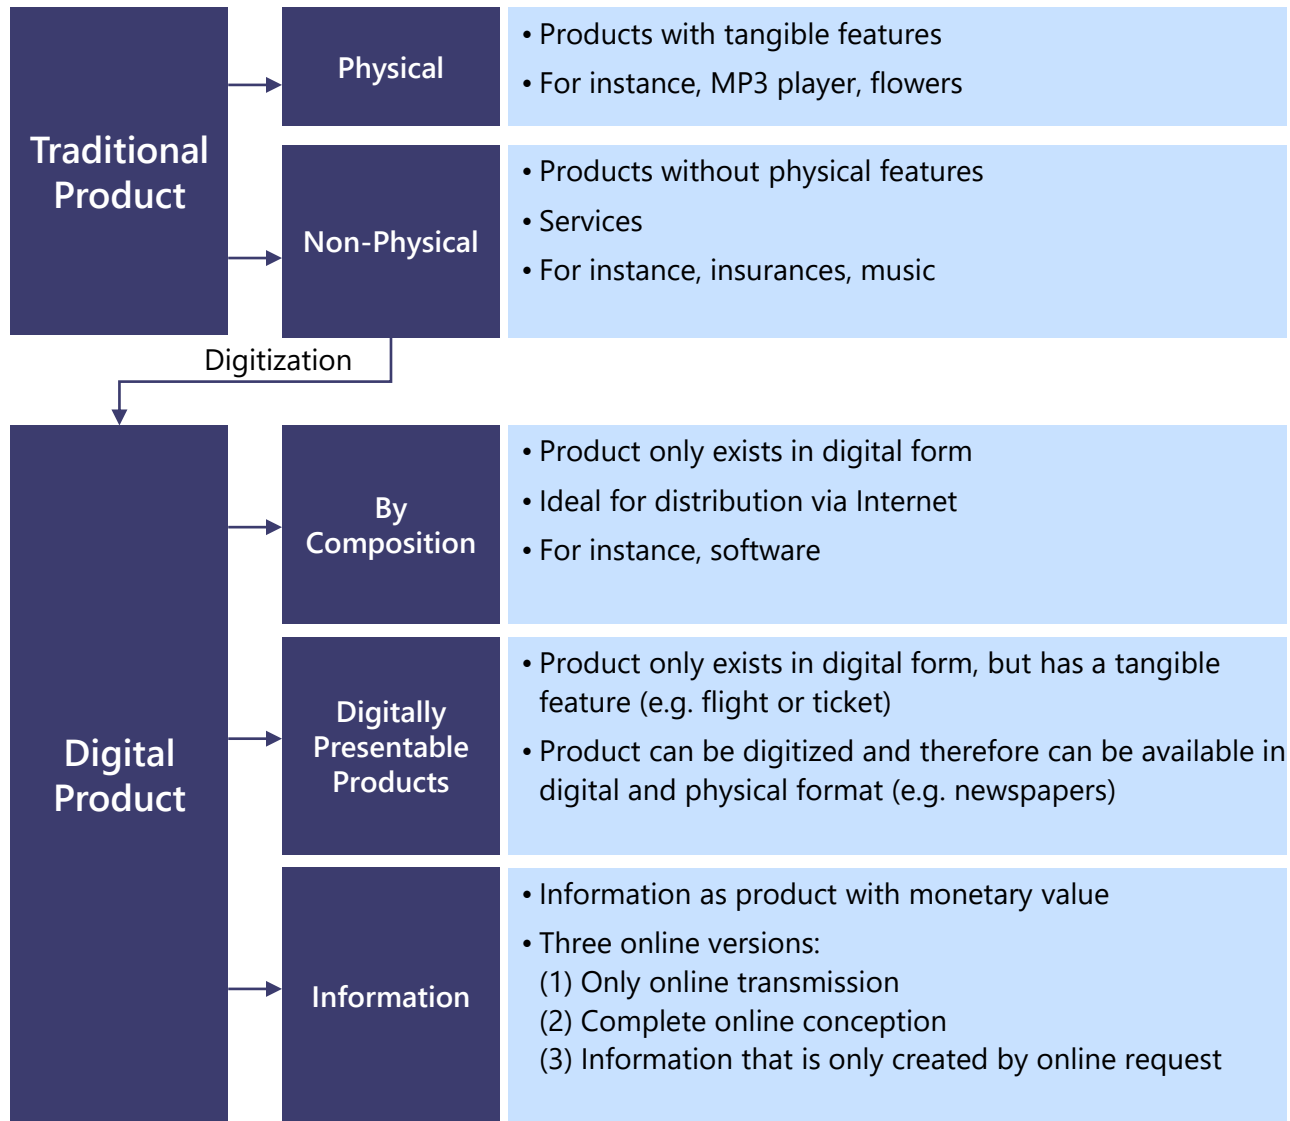 Traditional
Product
Physical
• Products with tangible features
• For instance, MP3 player, flowers
Non-Physical
• Products without physical features
• Services
• For instance, insurances, music
Digitization
Digital
Product
By
Composition
• Product only exists in digital form
• Ideal for distribution via Internet
• For instance, software
Digitally
Presentable
Products
• Product only exists in digital form, but has a tangible
feature (e.g. flight or ticket)
• Product can be digitized and therefore can be available in
digital and physical format (e.g. newspapers)
Information
• Information as product with monetary value
• Three online versions:
(1) Only online transmission
(2) Complete online conception
(3) Information that is only created by online request